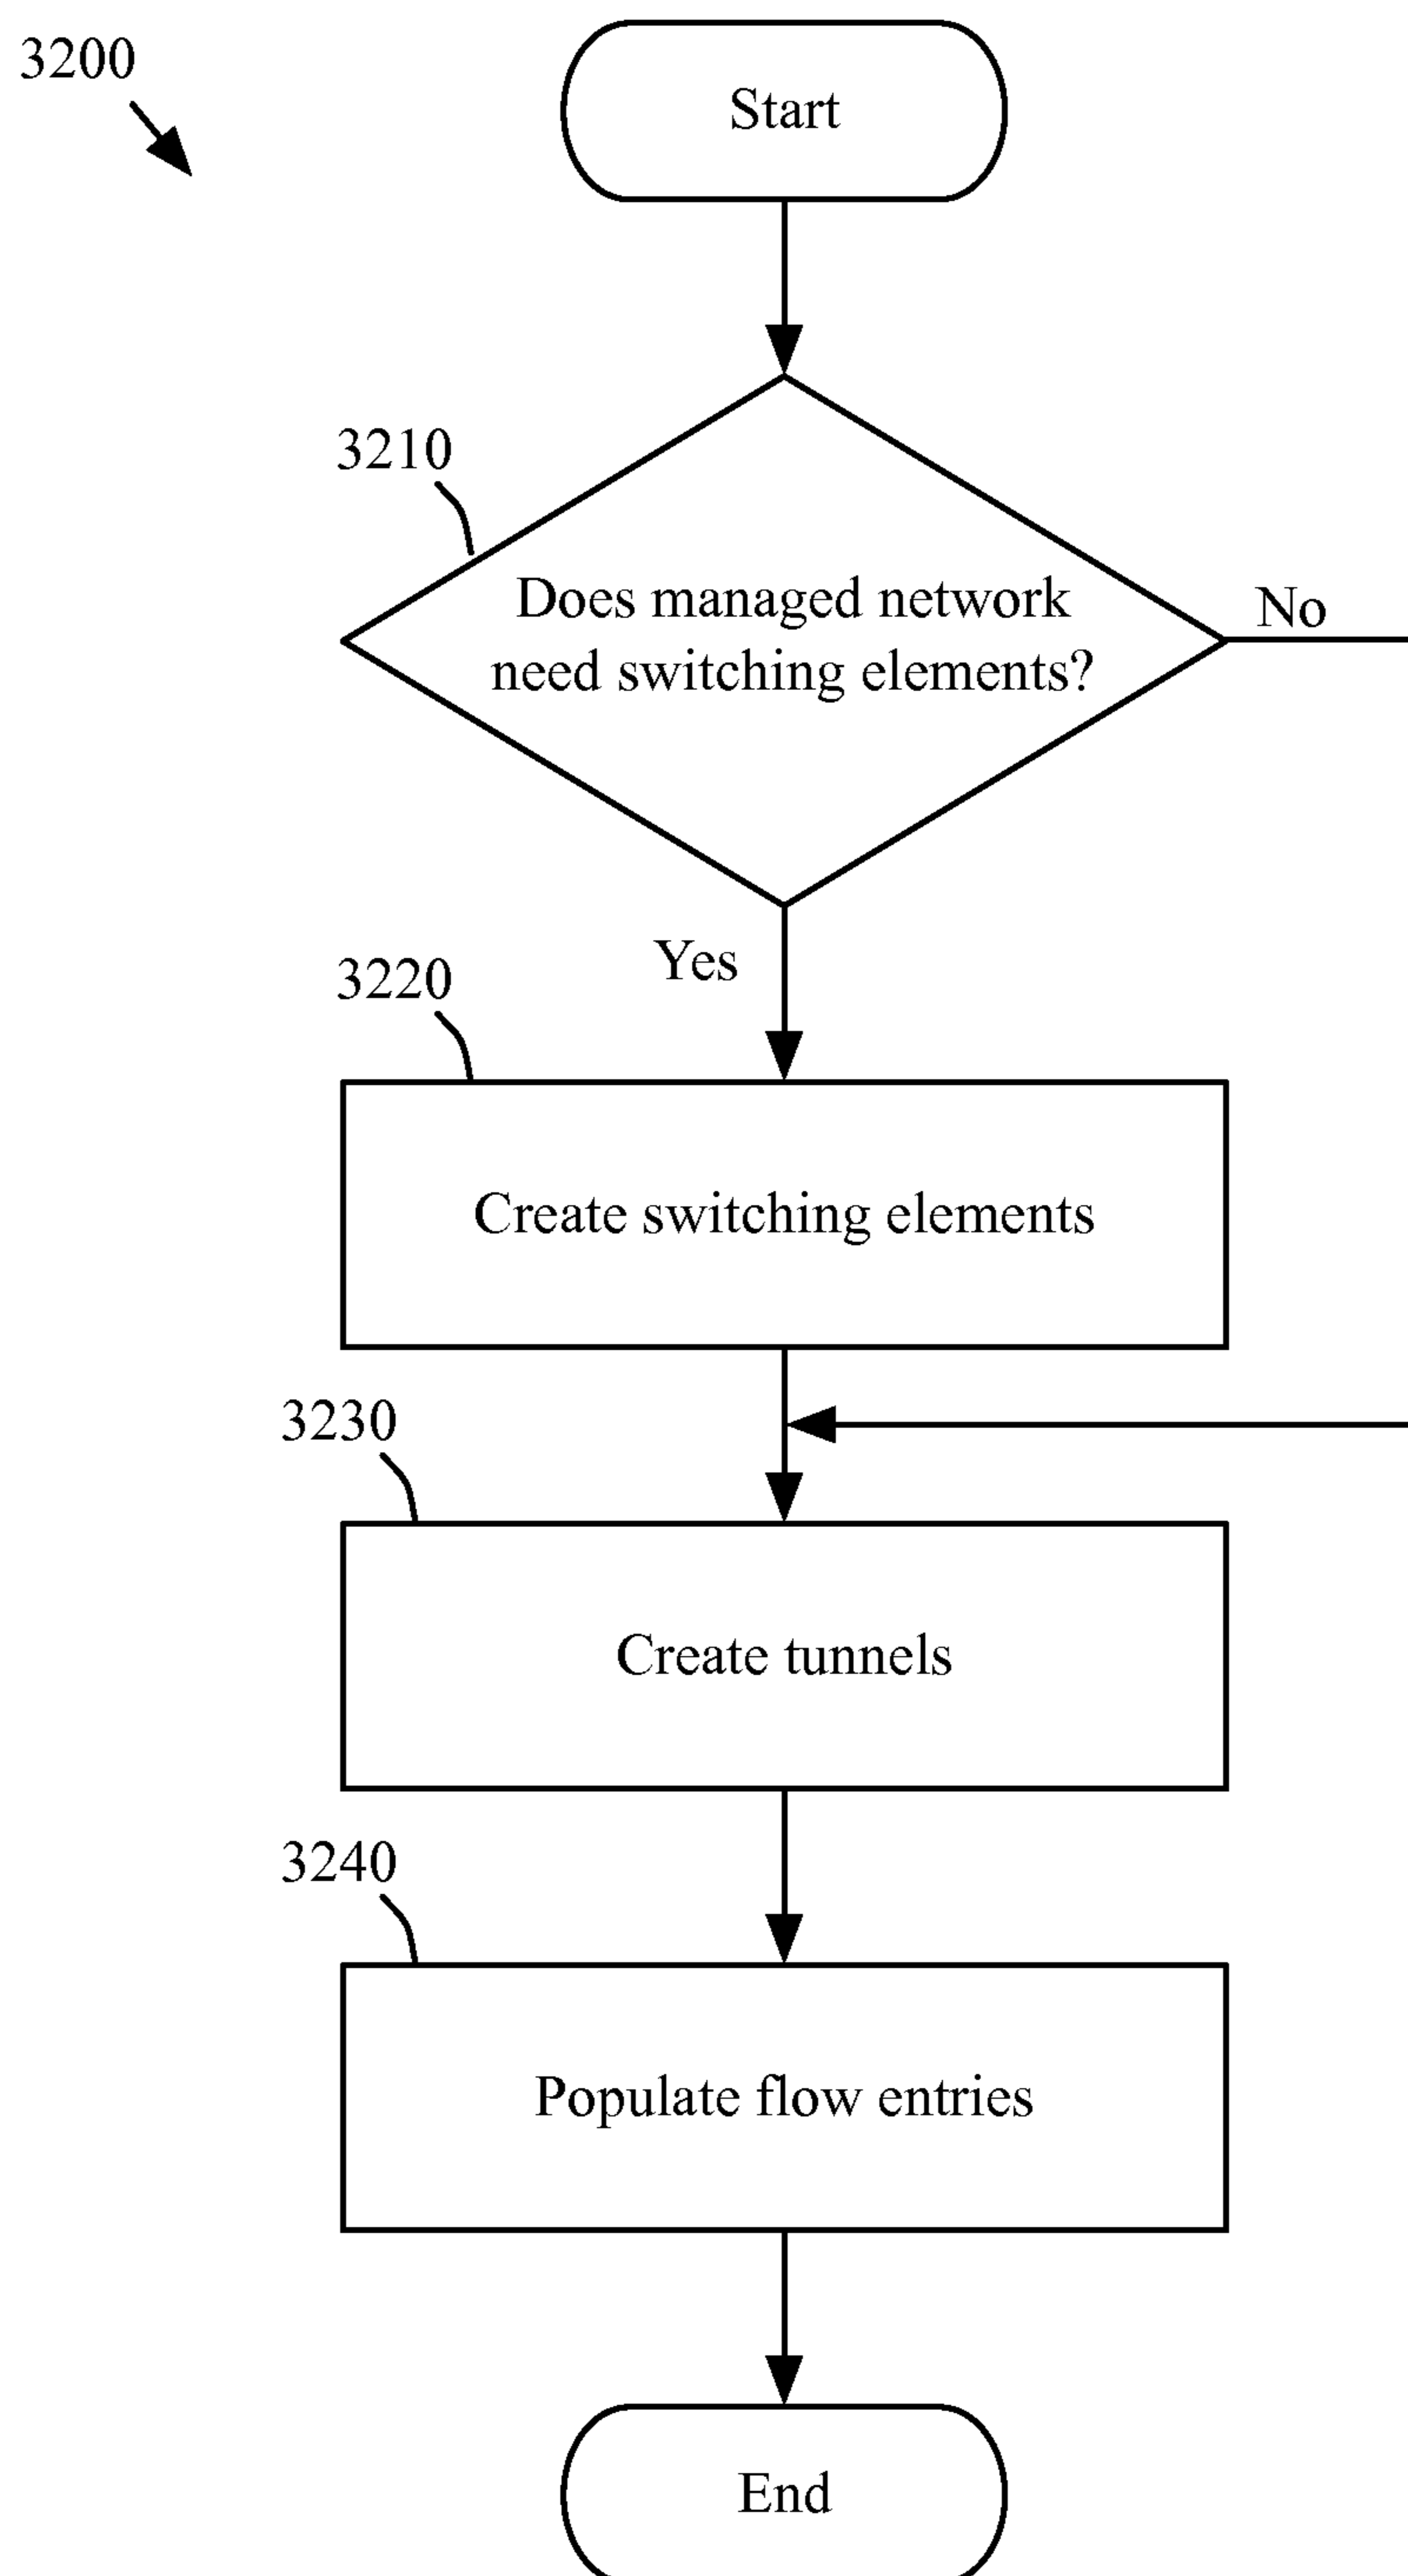 3200
Start
3210
Does managed network
need switching elements?
No
Yes
3220
Create switching elements
3230
Create tunnels
3240
Populate flow entries
End